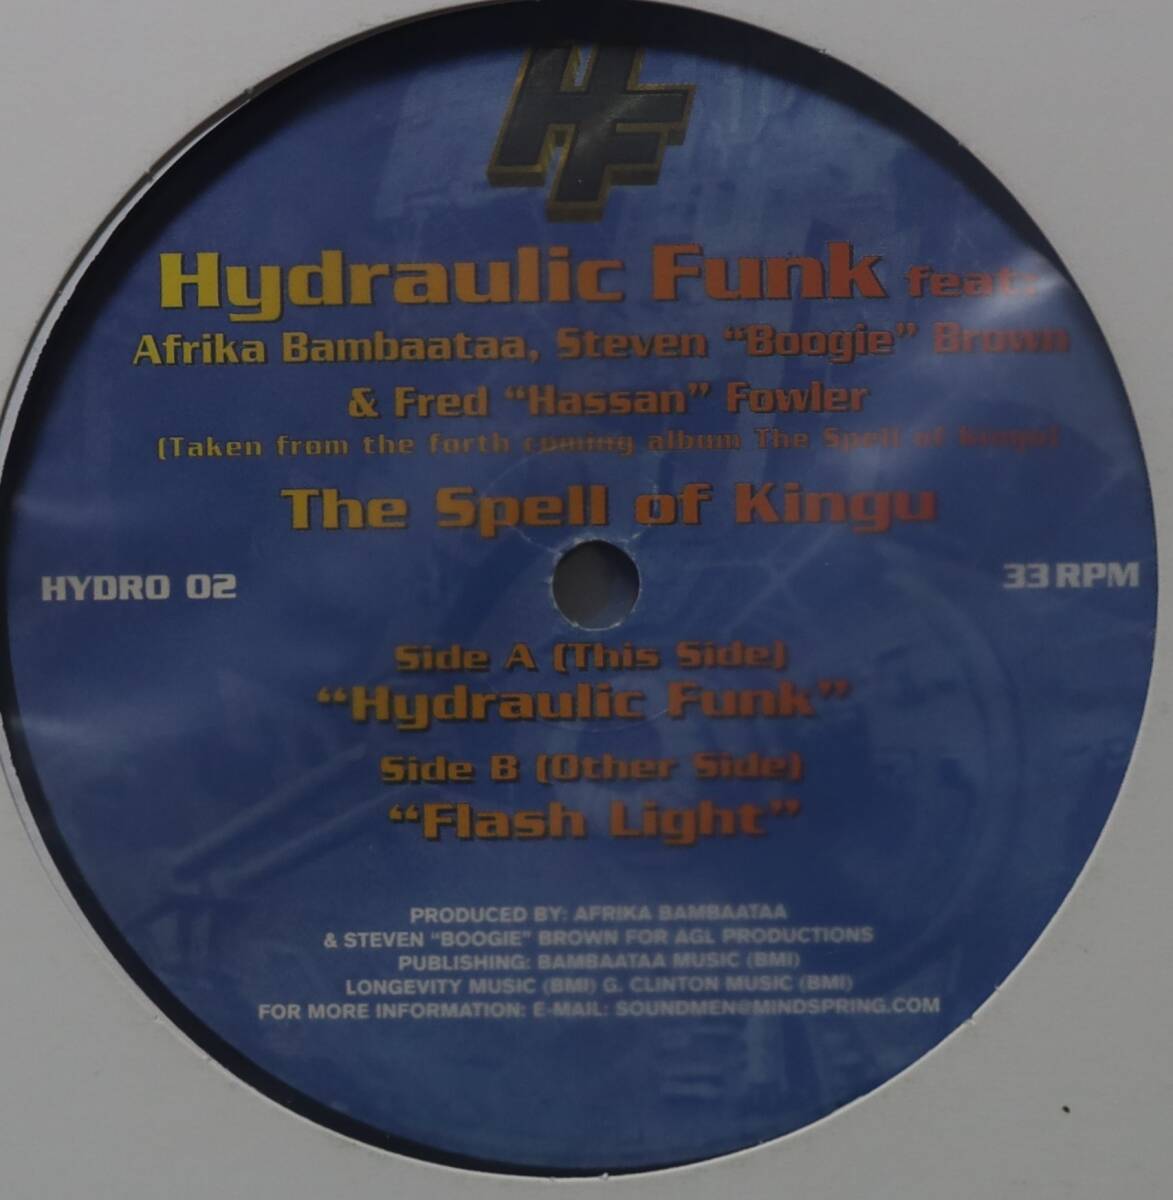 HF
Hydraulic Funk feat:
Afrika Bambaataa, Steven “Boogie” Brown
& Fred “Hassan” Fowler
(Taken from the forth coming album The Spell of Kingu)
The Spell of Kingu
HYDRO 02
33 RPM
Side A (This Side)
“Hydraulic Funk”
Side B (Other Side)
“Flash Light”
PRODUCED BY: AFRIKA BAMBAATAA
& STEVEN “BOOGIE” BROWN FOR AGL PRODUCTIONS
PUBLISHING: BAMBAATAA MUSIC (BMI)
LONGEVITY MUSIC (BMI) G. CLINTON MUSIC (BMI)
FOR MORE INFORMATION: E-MAIL: SOUNDMEN@MINDSPRING.COM